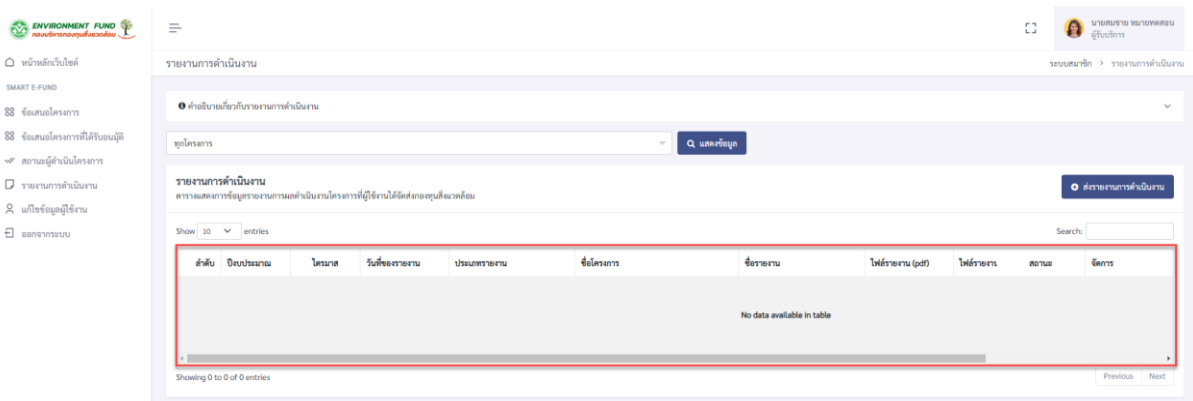 ENVIRONMENT FUND
กองบริหารกองทุนสิ่งแวดล้อม
นายสมชาย หมายทดสอบ
ผู้รับบริการ
หน้าหลักเว็บไซต์
รายงานการดำเนินงาน
ระบบสมาชิก > รายงานการดำเนินงาน
SMART E-FUND
ข้อเสนอโครงการ
ข้อเสนอโครงการที่ได้รับอนุมัติ
สถานะผู้ดำเนินโครงการ
รายงานการดำเนินงาน
แก้ไขข้อมูลผู้ใช้งาน
ออกจากระบบ
คำอธิบายเกี่ยวกับรายงานการดำเนินงาน
ทุกโครงการ
แสดงข้อมูล
รายงานการดำเนินงาน
ตารางแสดงการข้อมูลรายงานการผลดำเนินงานโครงการที่ผู้ใช้งานได้จัดส่งกองทุนสิ่งแวดล้อม
ส่งรายงานการดำเนินงาน
Show 10 entries
Search:
ลำดับ ปีงบประมาณ ไตรมาส วันที่ของรายงาน ประเภทรายงาน ชื่อโครงการ ชื่อรายงาน ไฟล์รายงาน (pdf) ไฟล์รายงาน สถานะ จัดการ
No data available in table
Showing 0 to 0 of 0 entries
Previous Next